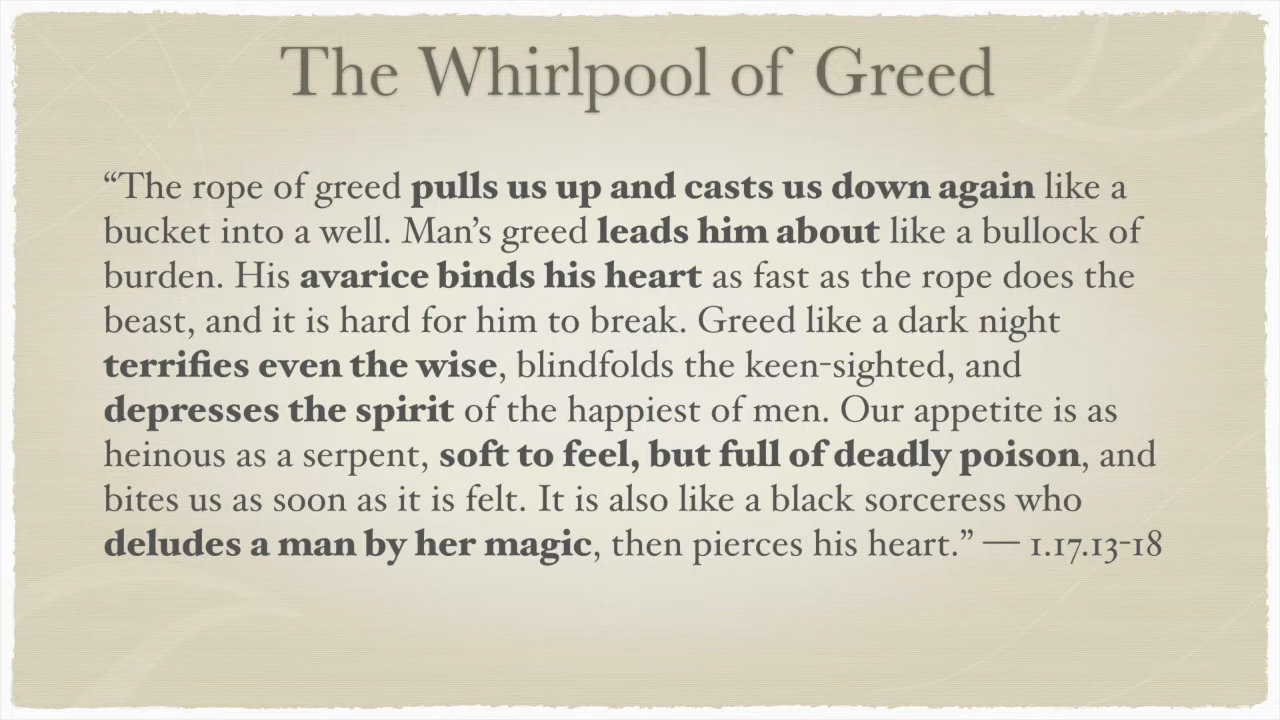 The Whirlpool of Greed
“The rope of greed pulls us up and casts us down again like a
bucket into a well. Man’s greed leads him about like a bullock of
burden. His avarice binds his heart as fast as the rope does the
beast, and it is hard for him to break. Greed like a dark night
terrifies even the wise, blindfolds the keen-sighted, and
depresses the spirit of the happiest of men. Our appetite is as
heinous as a serpent, soft to feel, but full of deadly poison, and
bites us as soon as it is felt. It is also like a black sorceress who
deludes a man by her magic, then pierces his heart.” — 1.17.13-18